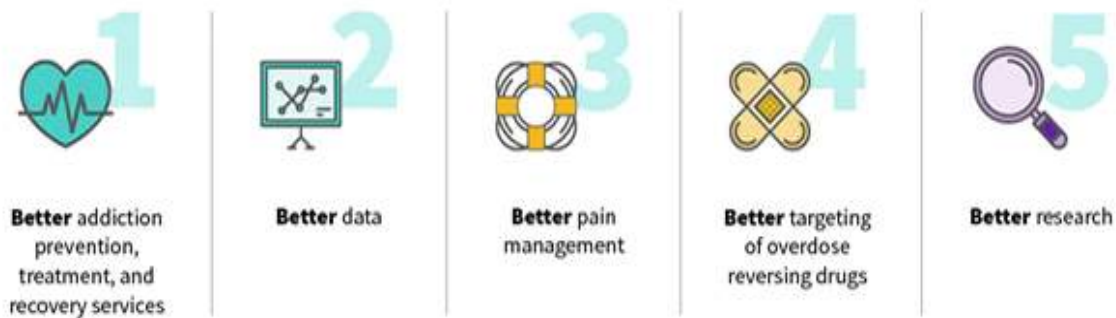 1
Better addiction
prevention,
treatment, and
recovery services
2
Better data
3
Better pain
management
4
Better targeting
of overdose
reversing drugs
5
Better research